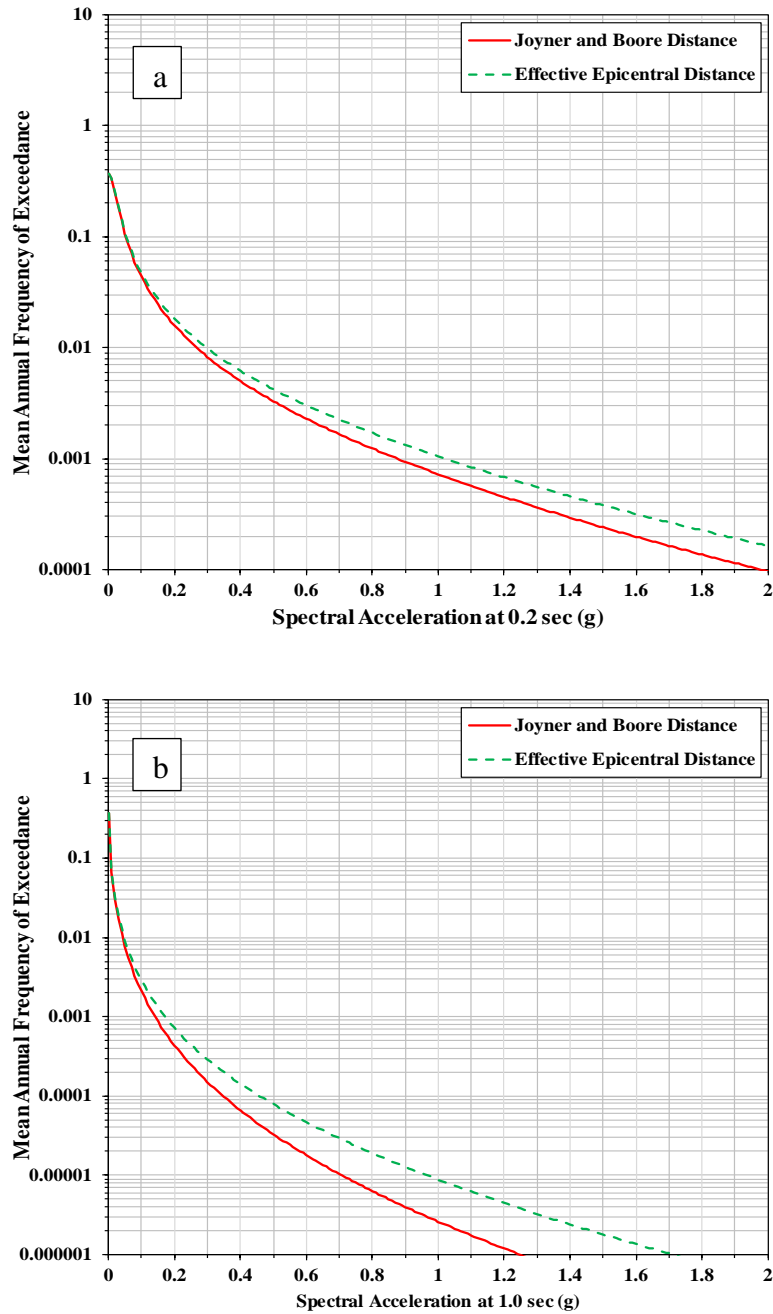 10
1
0.1
0.01
0.001
0.0001
Mean Annual Frequency of Exceedance
a
Joyner and Boore Distance
Effective Epicentral Distance
0 0.2 0.4 0.6 0.8 1 1.2 1.4 1.6 1.8 2
Spectral Acceleration at 0.2 sec (g)
10
1
0.1
0.01
0.001
0.0001
0.00001
0.000001
Mean Annual Frequency of Exceedance
b
Joyner and Boore Distance
Effective Epicentral Distance
0 0.2 0.4 0.6 0.8 1 1.2 1.4 1.6 1.8 2
Spectral Acceleration at 1.0 sec (g)